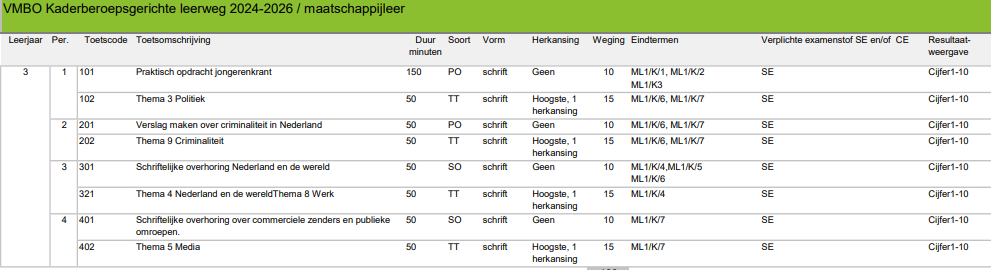 VMBO Kaderberoepsgerichte leerweg 2024-2026 / maatschappijleer
Leerjaar Per. Toetscode Toetsomschrijving Duur minuten Soort Vorm Herkansing Weging Eindtermen Verplichte examenstof SE en/of CE Resultaat-weergave
3 1 101 Praktisch opdracht jongerenkrant 150 PO schrift Geen 10 ML1/K/1, ML1/K/2 ML1/K3 SE Cijfer1-10
102 Thema 3 Politiek 50 TT schrift Hoogste, 1 herkansing 15 ML1/K/6, ML1/K/7 SE Cijfer1-10
2 201 Verslag maken over criminaliteit in Nederland 50 PO schrift Geen 10 ML1/K/6, ML1/K/7 SE Cijfer1-10
202 Thema 9 Criminaliteit 50 TT schrift Hoogste, 1 herkansing 15 ML1/K/6, ML1/K/7 SE Cijfer1-10
3 301 Schriftelijke overhoring Nederland en de wereld 50 SO schrift Geen 10 ML1/K/4,ML1/K/5 ML1/K/6 SE Cijfer1-10
321 Thema 4 Nederland en de wereldThema 8 Werk 50 TT schrift Hoogste, 1 herkansing 15 ML1/K/4 SE Cijfer1-10
4 401 Schriftelijke overhoring over commerciele zenders en publieke omroepen. 50 SO schrift Geen 10 ML1/K/7 SE Cijfer1-10
402 Thema 5 Media 50 TT schrift Hoogste, 1 herkansing 15 ML1/K/7 SE Cijfer1-10